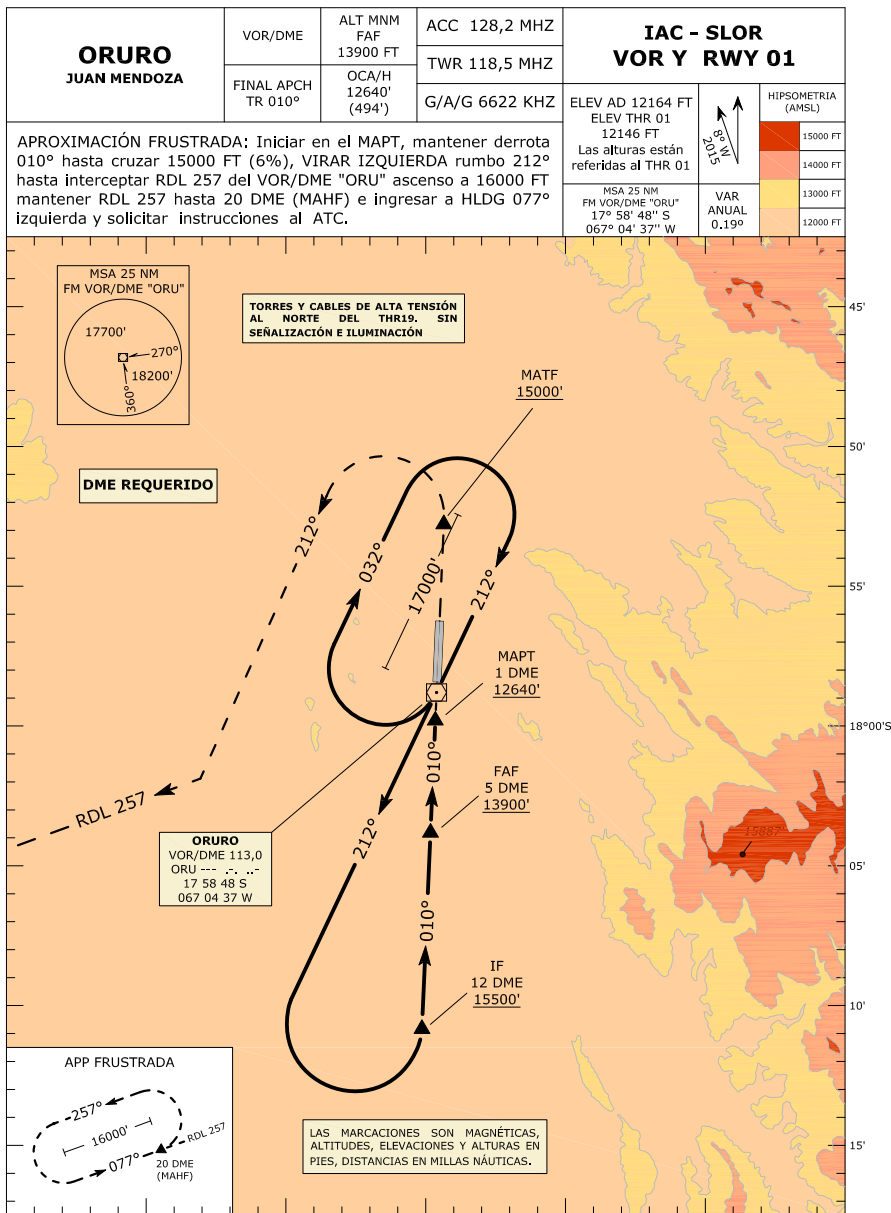 ORURO
JUAN MENDOZA
VOR/DME
ALT MNM
FAF
13900 FT
FINAL APCH
TR 010°
OCA/H
12640'
(494')
ACC 128,2 MHZ
TWR 118,5 MHZ
G/A/G 6622 KHZ
IAC - SLOR
VOR Y RWY 01
ELEV AD 12164 FT
ELEV THR 01
12146 FT
Las alturas están
referidas al THR 01
8° W
2015
HIPSOMETRIA
(AMSL)
15000 FT
14000 FT
13000 FT
12000 FT
MSA 25 NM
FM VOR/DME "ORU"
17° 58' 48'' S
067° 04' 37'' W
VAR
ANUAL
0.19º
APROXIMACIÓN FRUSTRADA: Iniciar en el MAPT, mantener derrota
010° hasta cruzar 15000 FT (6%), VIRAR IZQUIERDA rumbo 212°
hasta interceptar RDL 257 del VOR/DME "ORU" ascenso a 16000 FT
mantener RDL 257 hasta 20 DME (MAHF) e ingresar a HLDG 077°
izquierda y solicitar instrucciones al ATC.
MSA 25 NM
FM VOR/DME "ORU"
17700'
270°
18200'
360°
TORRES Y CABLES DE ALTA TENSIÓN
AL NORTE DEL THR19. SIN
SEÑALIZACIÓN E ILUMINACIÓN
45'
MATF
15000'
50'
DME REQUERIDO
212°
032°
17000'
212°
55'
MAPT
1 DME
12640'
18°00'S
010°
FAF
5 DME
13900'
RDL 257
212°
15887
ORURO
VOR/DME 113,0
ORU --- .-. ..-
17 58 48 S
067 04 37 W
05'
010°
IF
12 DME
15500'
10'
APP FRUSTRADA
257°
16000'
077°
RDL 257
20 DME
(MAHF)
LAS MARCACIONES SON MAGNÉTICAS,
ALTITUDES, ELEVACIONES Y ALTURAS EN
PIES, DISTANCIAS EN MILLAS NÁUTICAS.
15'